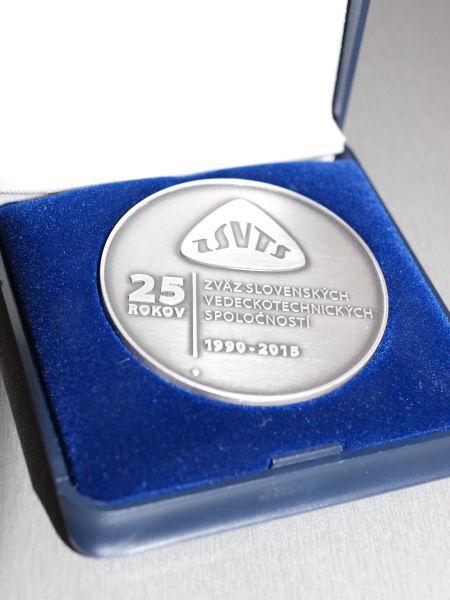 ZSVTS
25
ROKOV
ZVÄZ SLOVENSKÝCH
VEDECKOTECHNICKÝCH
SPOLOČNOSTÍ
1990-2015